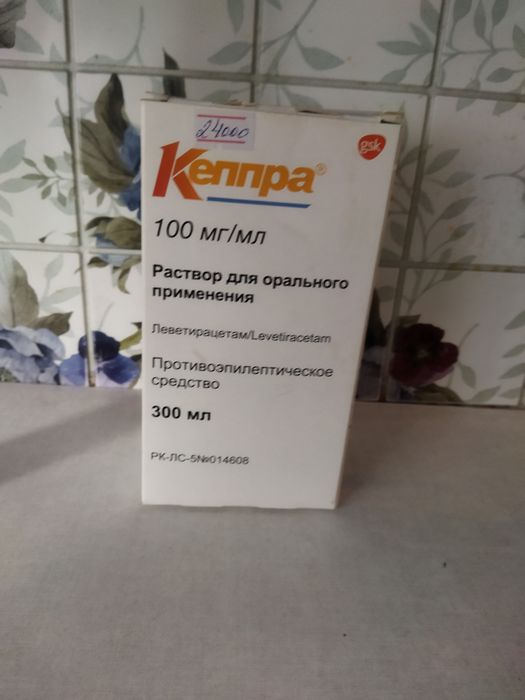 24000
gsk
Кеппра®
100 мг/мл
Раствор для орального
применения
Леветирацетам/Levetiracetam
Противоэпилептическое
средство
300 мл
РК-ЛС-5№014608